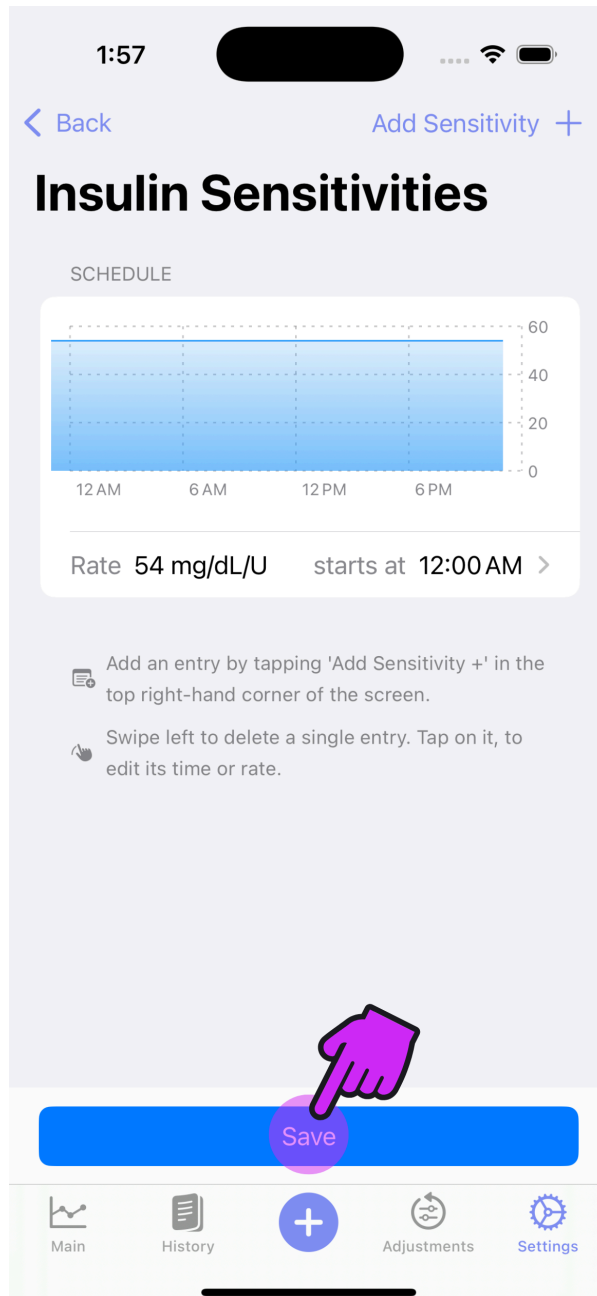 1:57
Back
Add Sensitivity +
Insulin Sensitivities
SCHEDULE
60
40
20
0
12 AM 6 AM 12 PM 6 PM
Rate 54 mg/dL/U starts at 12:00 AM
Add an entry by tapping 'Add Sensitivity +' in the
top right-hand corner of the screen.
Swipe left to delete a single entry. Tap on it, to
edit its time or rate.
Save
Main History Adjustments Settings